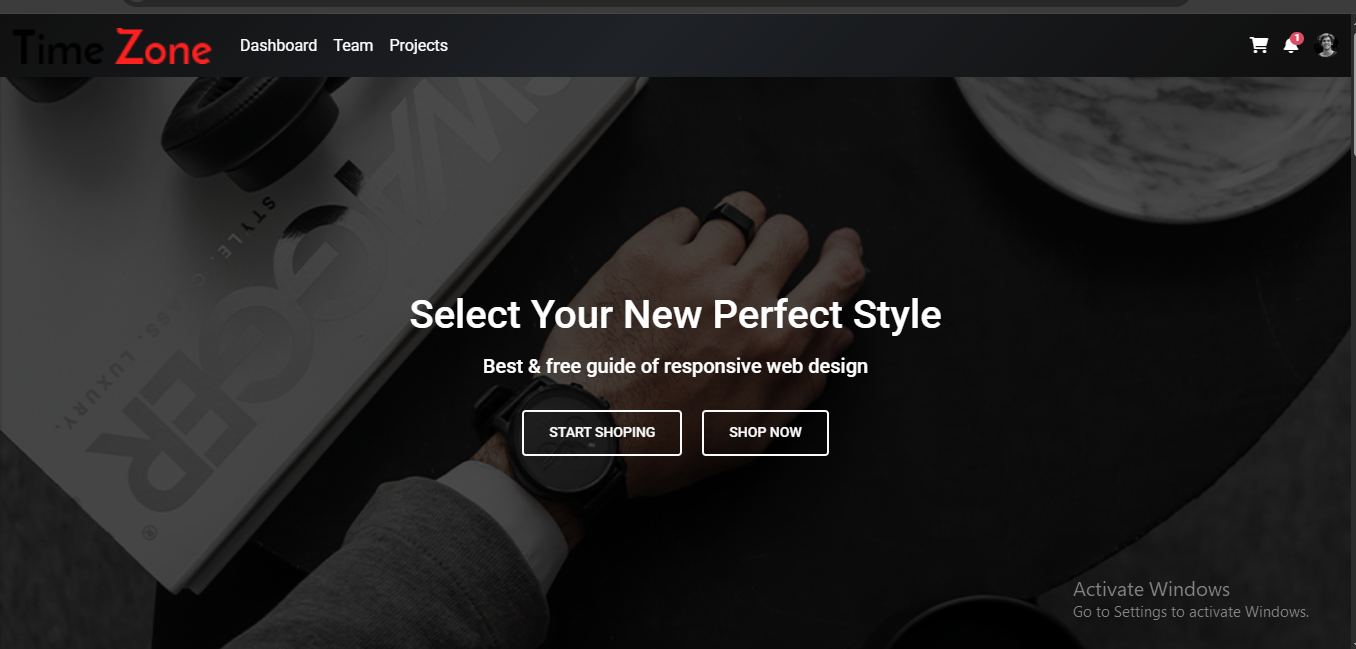 Time Zone
Dashboard
Team
Projects
1
STYLE. CLASS. LUXURY.
Select Your New Perfect Style
Best & free guide of responsive web design
START SHOPING
SHOP NOW
®
Activate Windows
Go to Settings to activate Windows.